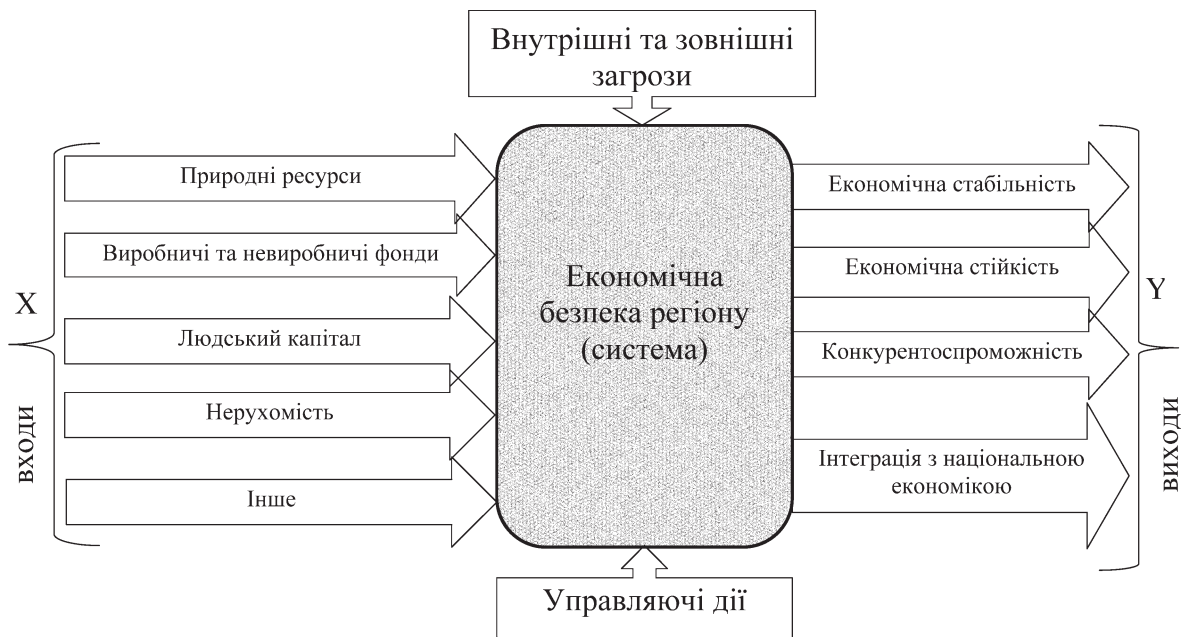 Внутрішні та зовнішні
загрози
X
входи
Природні ресурси
Виробничі та невиробничі фонди
Людський капітал
Нерухомість
Інше
Економічна
безпека регіону
(система)
Економічна стабільність
Економічна стійкість
Конкурентоспроможність
Інтеграція з національною
економікою
Y
виходи
Управляючі дії